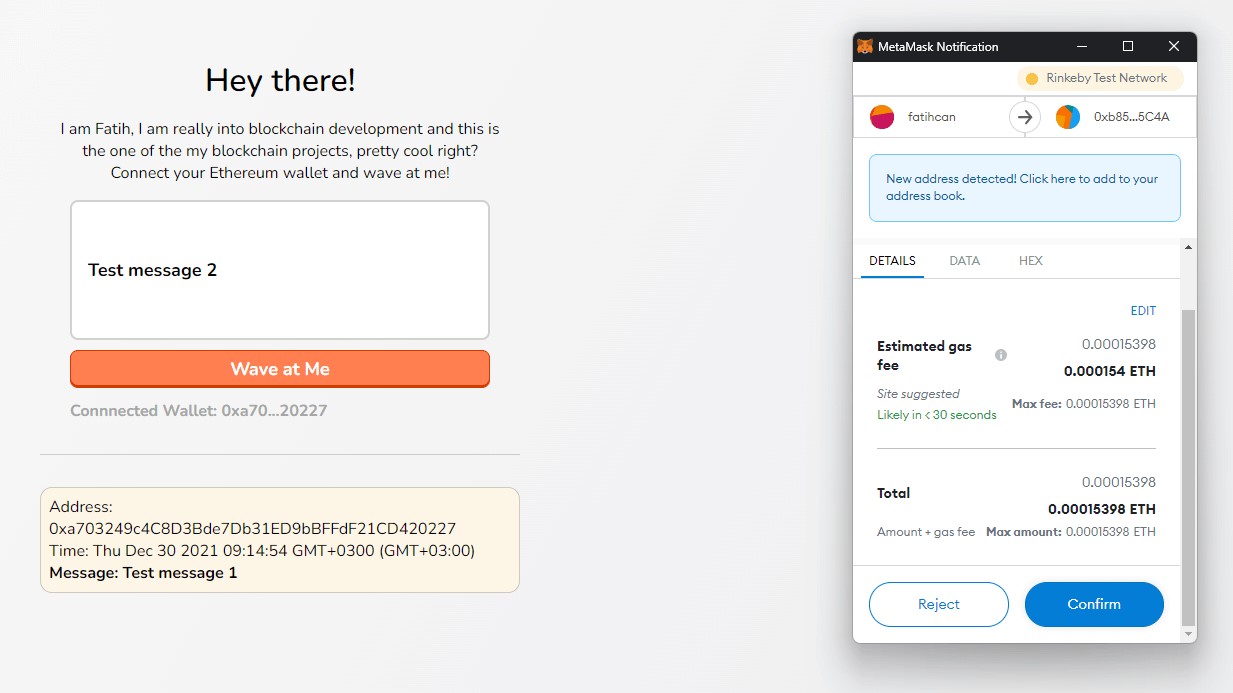 Hey there!
I am Fatih, I am really into blockchain development and this is
the one of the my blockchain projects, pretty cool right?
Connect your Ethereum wallet and wave at me!
Test message 2
Wave at Me
Connnected Wallet: 0xa70...20227
Address:
0xa703249c4C8D3Bde7Db31ED9bBFFdF21CD420227
Time: Thu Dec 30 2021 09:14:54 GMT+0300 (GMT+03:00)
Message: Test message 1
MetaMask Notification
Rinkeby Test Network
fatihcan
0xb85...5C4A
New address detected! Click here to add to your
address book.
DETAILS DATA HEX
EDIT
Estimated gas
fee
0.00015398
0.000154 ETH
Site suggested
Likely in < 30 seconds
Max fee: 0.00015398 ETH
Total
0.00015398
0.00015398 ETH
Amount + gas fee Max amount: 0.00015398 ETH
Reject Confirm